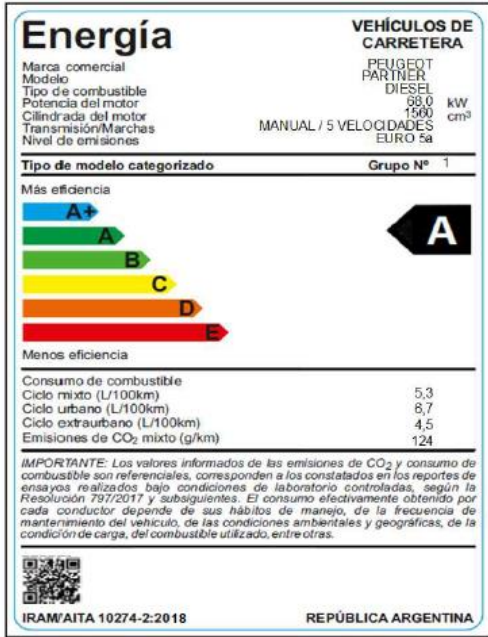 Energía
VEHÍCULOS DE
CARRETERA
Marca comercial PEUGEOT
Modelo PARTNER
Tipo de combustible DIESEL
Potencia del motor 68,0 kW
Cilindrada del motor 1560 cm³
Transmisión/Marchas MANUAL / 5 VELOCIDADES
Nivel de emisiones EURO 5a
Tipo de modelo categorizado Grupo Nº 1
Más eficiencia
A+
A
A
B
C
D
E
Menos eficiencia
Consumo de combustible
Ciclo mixto (L/100km) 5,3
Ciclo urbano (L/100km) 6,7
Ciclo extraurbano (L/100km) 4,5
Emisiones de CO₂ mixto (g/km) 124
IMPORTANTE: Los valores informados de las emisiones de CO₂ y consumo de
combustible son referenciales, corresponden a los constatados en los reportes de
ensayos realizados bajo condiciones de laboratorio controladas, según la
Resolución 797/2017 y subsiguientes. El consumo efectivamente obtenido por
cada conductor depende de sus hábitos de manejo, de la frecuencia de
mantenimiento del vehículo, de las condiciones ambientales y geográficas, de la
condición de carga, del combustible utilizado, entre otras.
IRAM/AITA 10274-2:2018 REPÚBLICA ARGENTINA